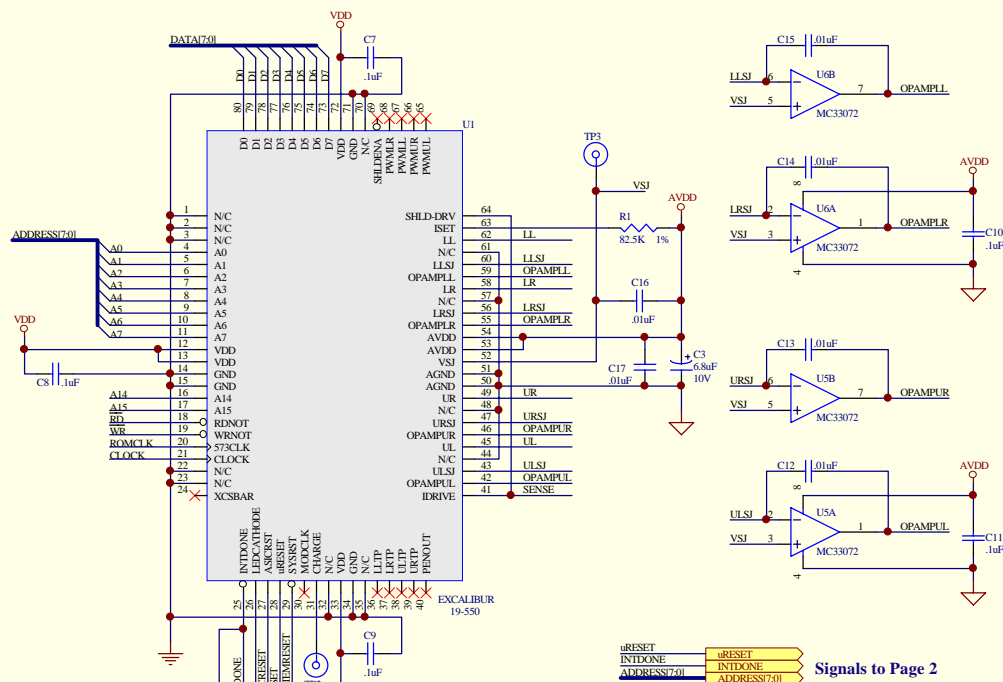 VDD
DATA[7:0]
C7
.1uF
D0
D1
D2
D3
D4
D5
D6
D7
80
79
78
77
76
75
74
73
72
71
70
69
68
67
66
65
D0
D1
D2
D3
D4
D5
D6
D7
VDD
GND
N/C
SHLDENA
PWMLR
PWMLL
PWMUR
PWMUL
U1
ADDRESS[7:0]
A0
A1
A2
A3
A4
A5
A6
A7
VDD
C8
.1uF
A14
A15
RD
WR
ROMCLK
CLOCK
1 N/C
2 N/C
3 N/C
4 A0
5 A1
6 A2
7 A3
8 A4
9 A5
10 A6
11 A7
12 VDD
13 VDD
14 GND
15 GND
16 A14
17 A15
18 RDNOT
19 WRNOT
20 573CLK
21 CLOCK
22 N/C
23 N/C
24 XCSBAR
SHLD-DRV 64
ISET 63
LL 62 LL
N/C 61
LLSJ 60 LLSJ
OPAMPLL 59 OPAMPLL
LR 58 LR
N/C 57
LRSJ 56 LRSJ
OPAMPLR 55 OPAMPLR
AVDD 54
AVDD 53
VSJ 52
AGND 51
AGND 50
UR 49 UR
N/C 48
URSJ 47 URSJ
OPAMPUR 46 OPAMPUR
UL 45 UL
N/C 44
ULSJ 43 ULSJ
OPAMPUL 42 OPAMPUL
IDRIVE 41 SENSE
INTDONE
LEDCATHODE
ASICRST
uRESET
SYSRST
MODCLK
CHARGE
N/C
VDD
GND
N/C
LLTP
LRTP
ULTP
URTP
PENOUT
25
26
27
28
29
30
31
32
33
34
35
36
37
38
39
40
EXCALIBUR
19-550
C9
.1uF
TP3
VSJ
AVDD
R1
82.5K 1%
C16
.01uF
C17
.01uF
C3
+
6.8uF
10V
C15 .01uF
LLSJ 6
U6B
7 OPAMPLL
VSJ 5
MC33072
C14 .01uF
8
AVDD
LRSJ 2
U6A
1 OPAMPLR
VSJ 3
MC33072
4
C10
.1uF
C13 .01uF
URSJ 6
U5B
7 OPAMPUR
VSJ 5
MC33072
C12 .01uF
8
AVDD
ULSJ 2
U5A
1 OPAMPUL
VSJ 3
MC33072
4
C11
.1uF
uRESET uRESET
INTDONE INTDONE
ADDRESS[7:0] ADDRESS[7:0]
Signals to Page 2